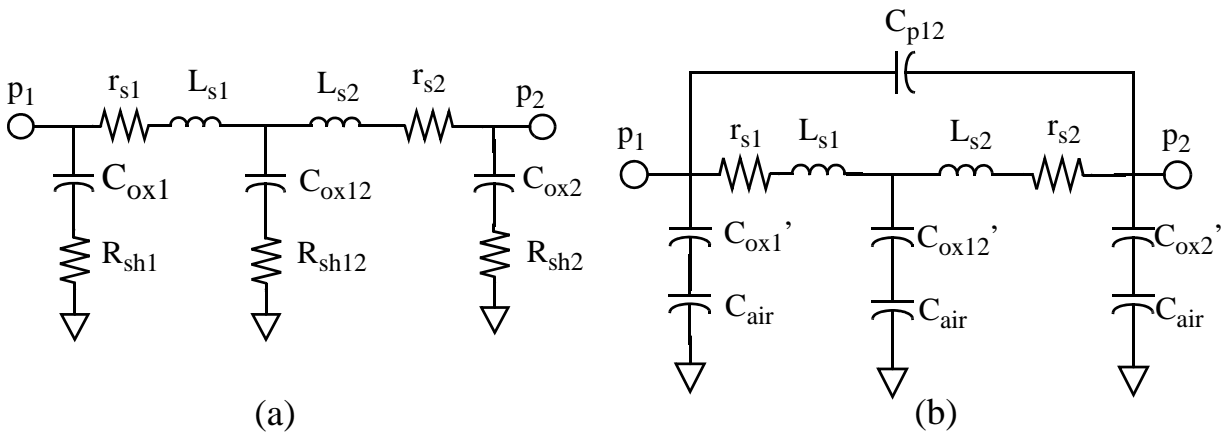 p1 rs1 Ls1 Ls2 rs2 p2
Cox1 Cox12 Cox2
Rsh1 Rsh12 Rsh2
(a)
Cp12
p1 rs1 Ls1 Ls2 rs2 p2
Cox1’ Cox12’ Cox2’
Cair Cair Cair
(b)